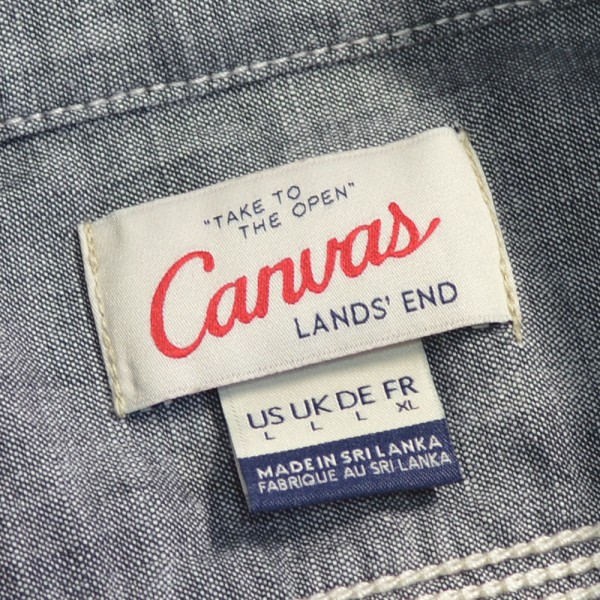 "TAKE TO
THE OPEN"
Canvas
LANDS' END
US UK DE FR
L L L XL
MADE IN SRI LANKA
FABRIQUE AU SRI LANKA